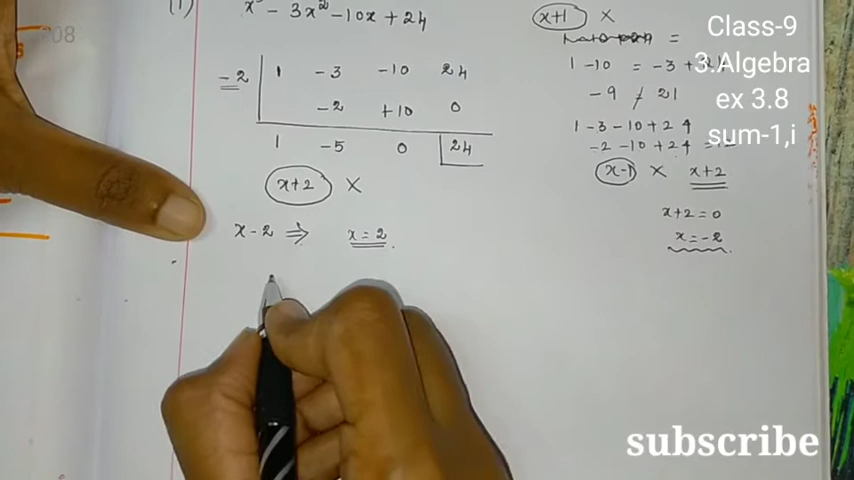 (1) x³ - 3x² - 10x + 24
-2 | 1 -3 -10 24
-2 +10 0
1 -5 0 | 24
x+2 ×
x - 2 ⇒ x = 2
x+1 ×
=
1 - 10 = -3 + 24
-9 ≠ 21
1 - 3 - 10 + 24
-2 - 10 + 24 =
x-1 × x+2
x+2 = 0
x = -2
Class-9
3.Algebra
ex 3.8
sum-1,i
subscribe